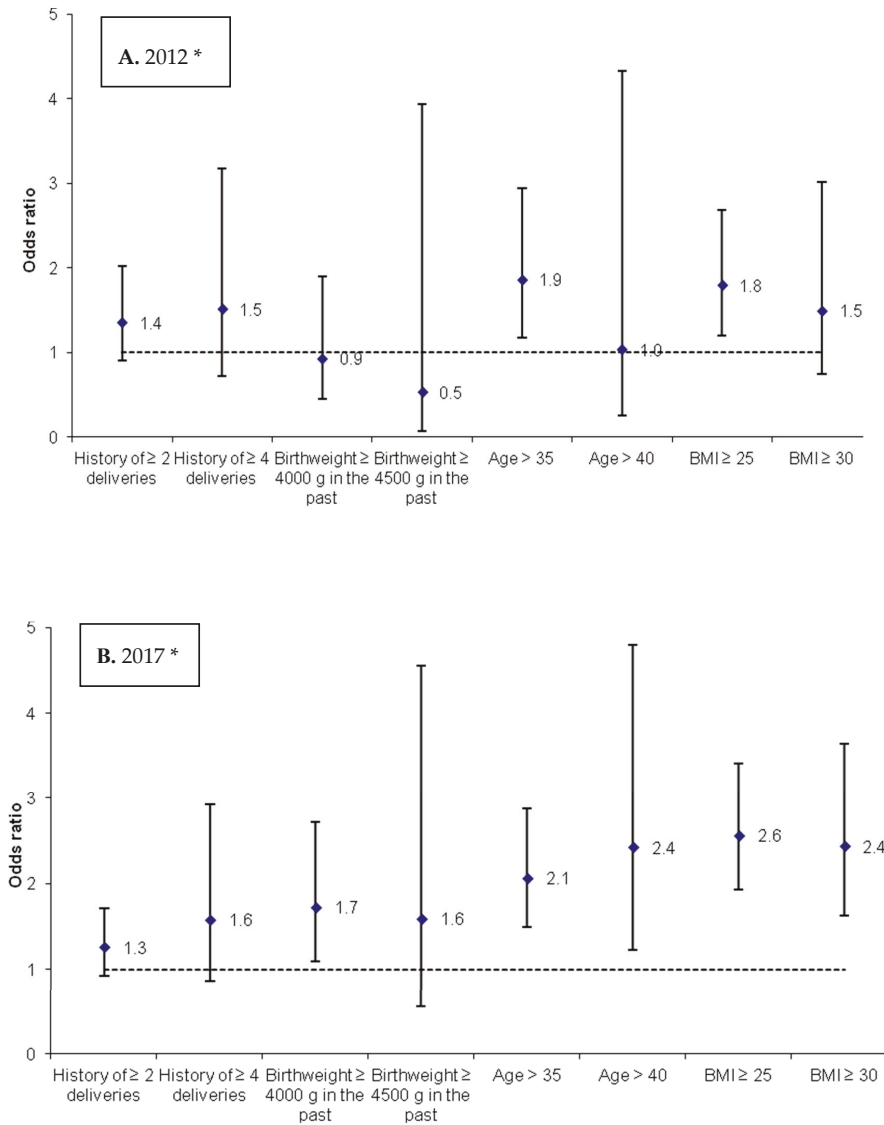 A. 2012 *
5
4
3
2
1
0
Odds ratio
1.4
1.5
0.9
0.5
1.9
1.0
1.8
1.5
History of ≥ 2 History of ≥ 4 Birthweight ≥ Birthweight ≥ Age > 35 Age > 40 BMI ≥ 25 BMI ≥ 30
deliveries deliveries 4000 g in the 4500 g in the
past past
B. 2017 *
5
4
3
2
1
0
Odds ratio
1.3
1.6
1.7
1.6
2.1
2.4
2.6
2.4
History of ≥ 2 History of ≥ 4 Birthweight ≥ Birthweight ≥ Age > 35 Age > 40 BMI ≥ 25 BMI ≥ 30
deliveries deliveries 4000 g in the 4500 g in the
past past